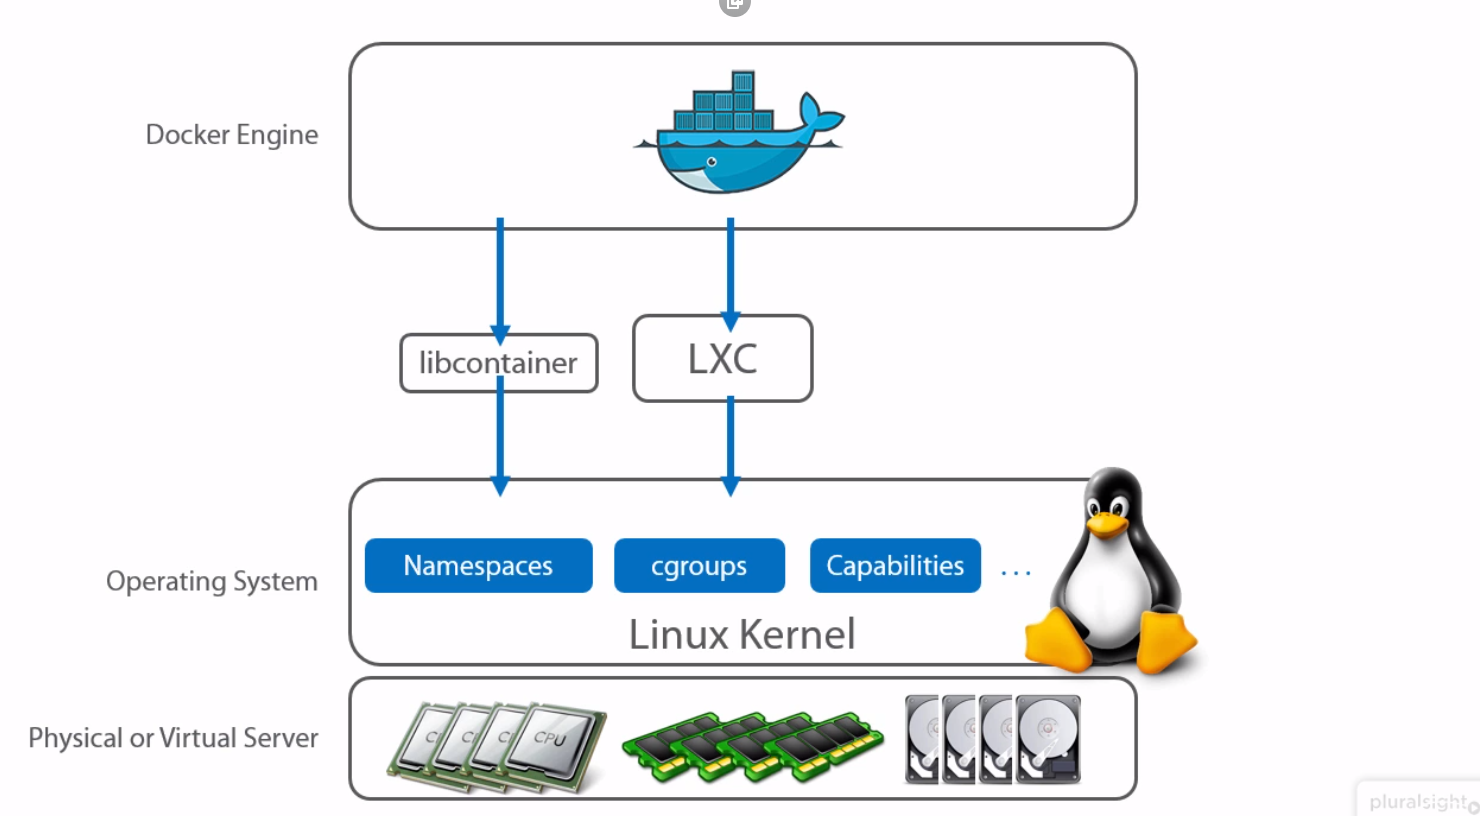 Docker Engine
libcontainer
LXC
Operating System
Namespaces
cgroups
Capabilities
...
Linux Kernel
Physical or Virtual Server
CPU
pluralsight